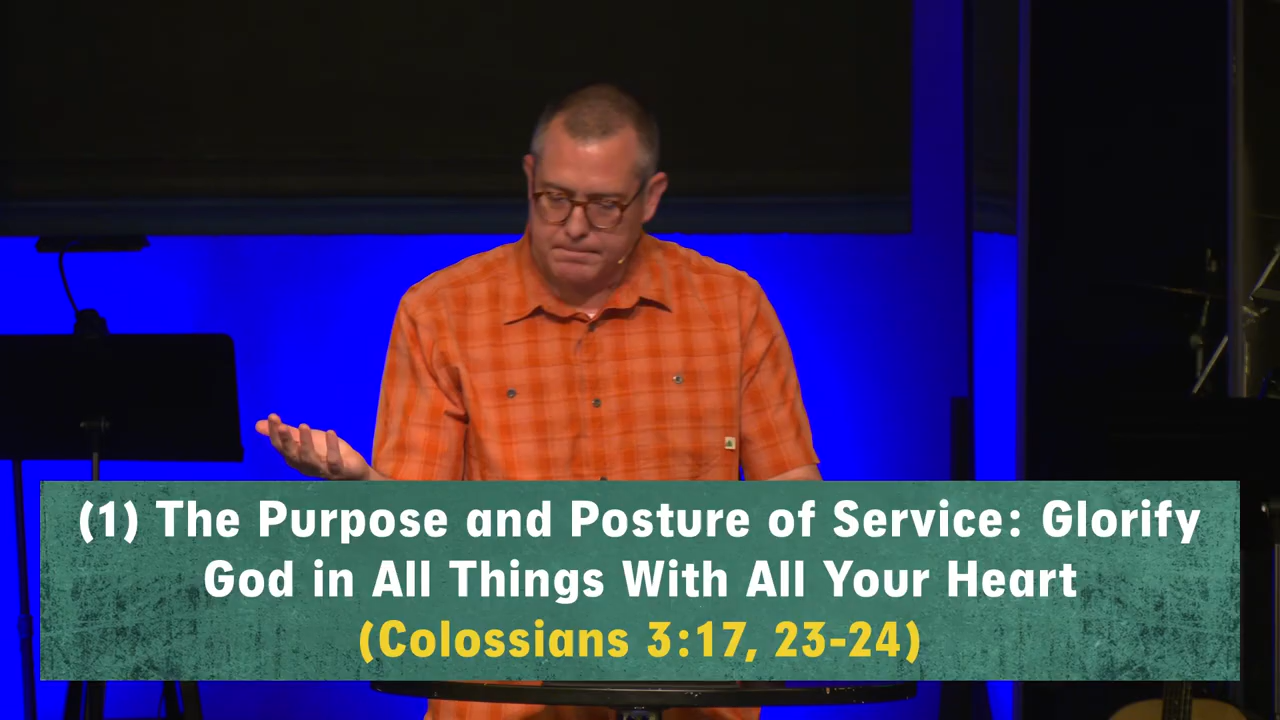 (1) The Purpose and Posture of Service: Glorify
God in All Things With All Your Heart
(Colossians 3:17, 23-24)